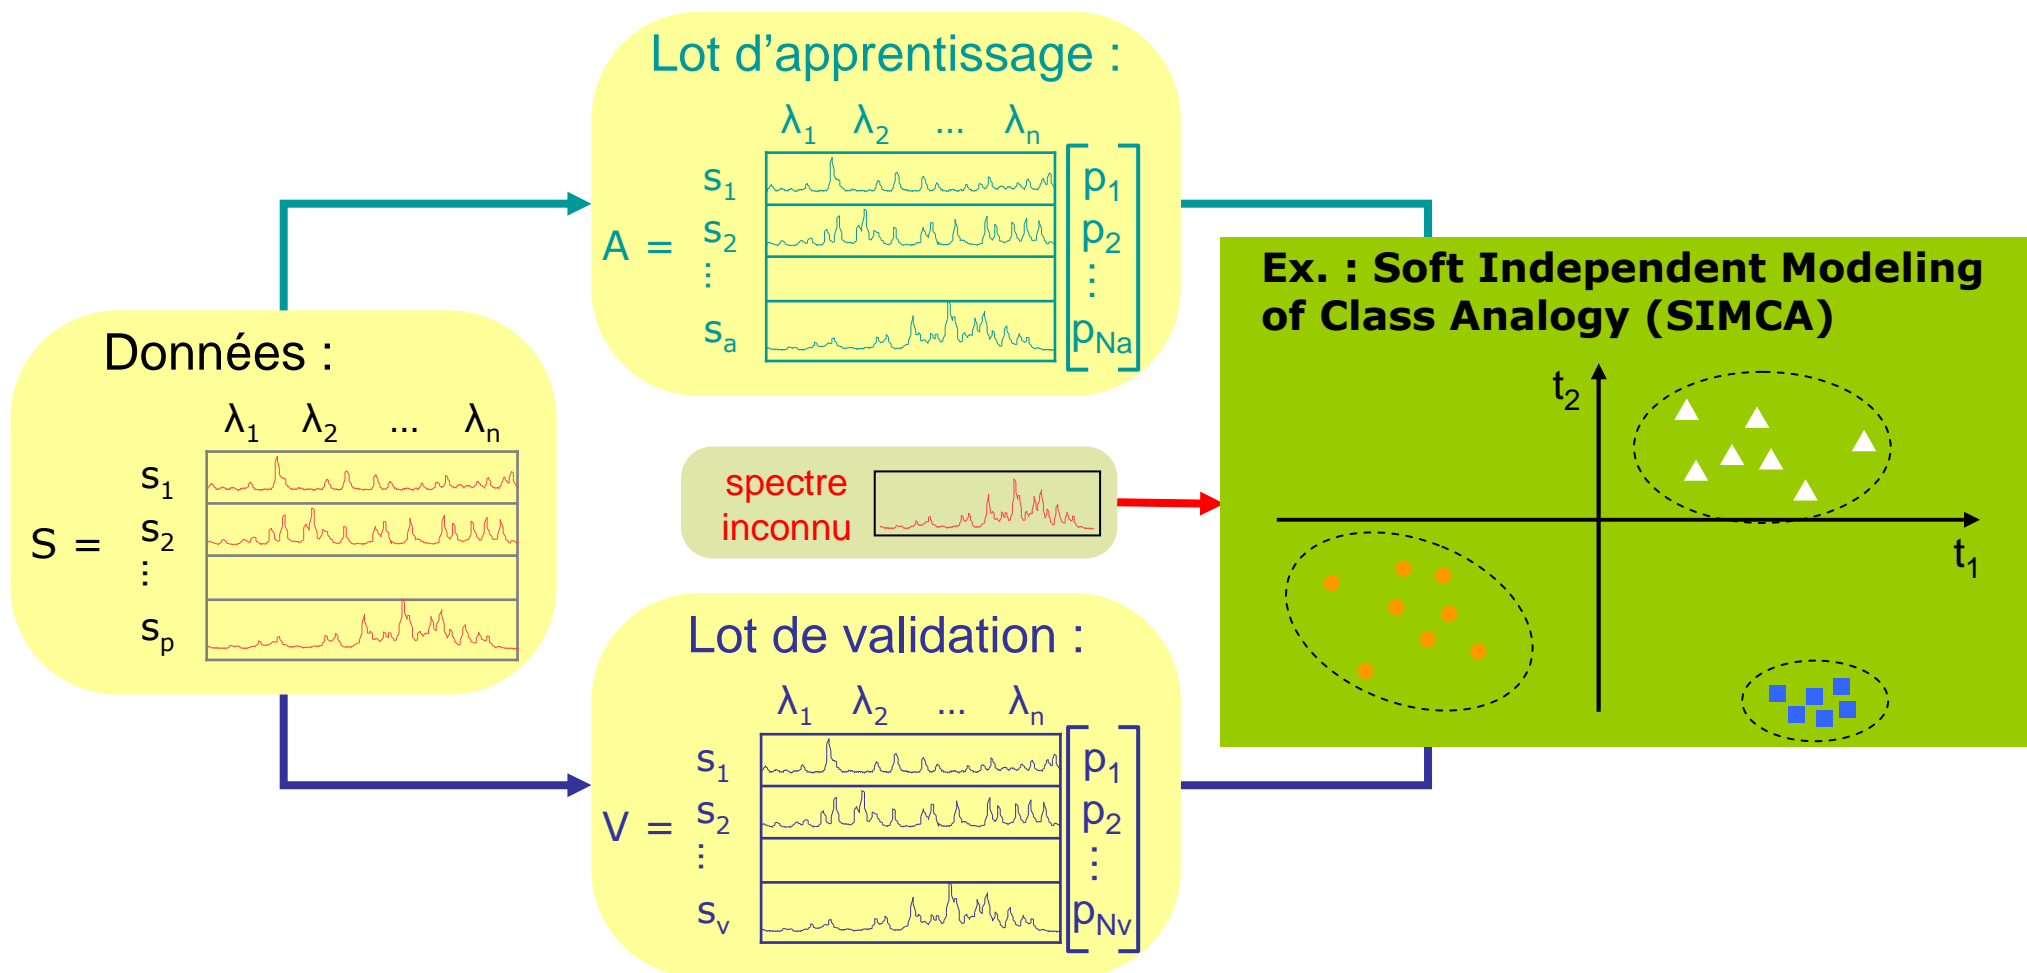 Lot d'apprentissage :
λ1 λ2 ... λn
A =
s1 p1
s2 p2
⋮ ⋮
sa pNa
Données :
λ1 λ2 ... λn
S =
s1
s2
⋮
sp
spectre
inconnu
Lot de validation :
λ1 λ2 ... λn
V =
s1 p1
s2 p2
⋮ ⋮
sv pNv
Ex. : Soft Independent Modeling
of Class Analogy (SIMCA)
t2
t1